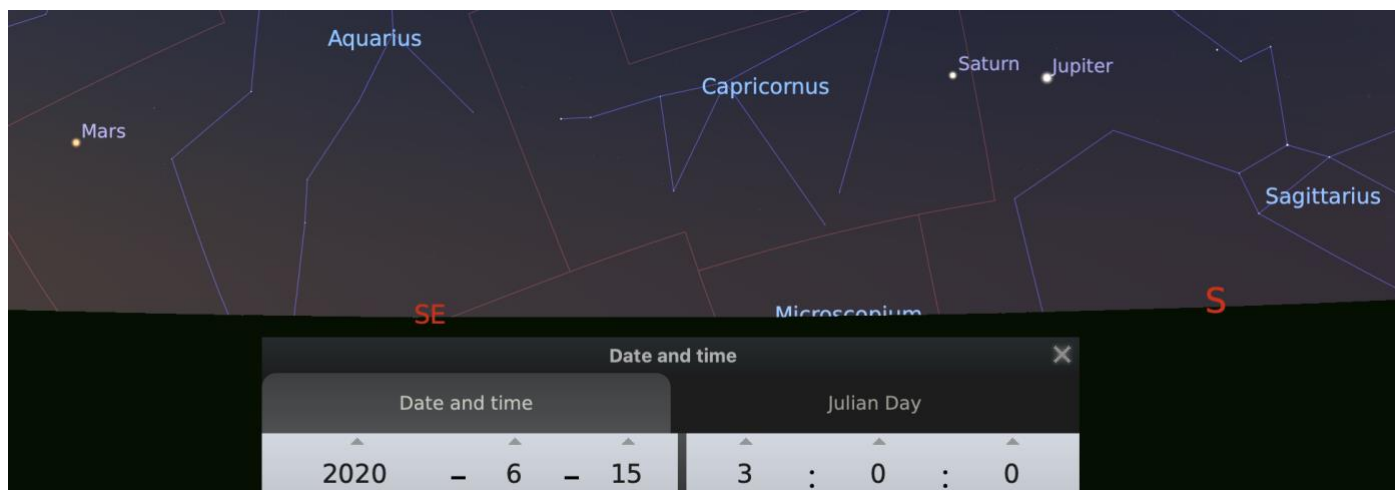 Aquarius
Saturn
Jupiter
Capricornus
Mars
Sagittarius
SE
Microscopium
S
Date and time
Date and time
Julian Day
2020 – 6 – 15 3 : 0 : 0